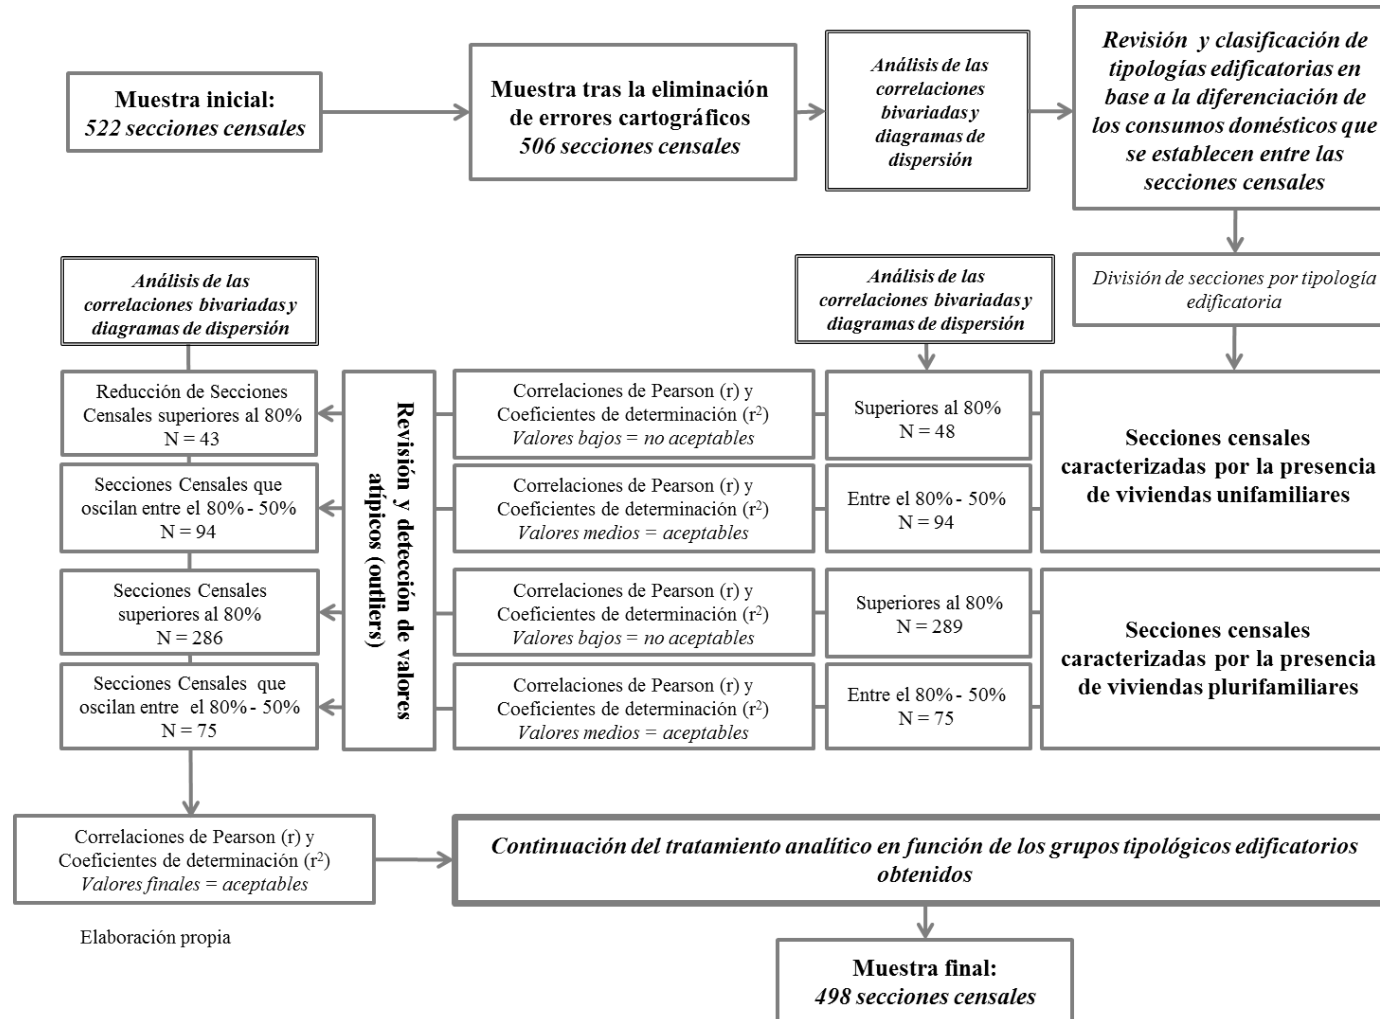 Muestra inicial:
522 secciones censales
Muestra tras la eliminación
de errores cartográficos
506 secciones censales
Análisis de las
correlaciones bivariadas y
diagramas de
dispersión
Revisión y clasificación de
tipologías edificatorias en
base a la diferenciación de
los consumos domésticos que
se establecen entre las
secciones censales
División de secciones por tipología
edificatoria
Análisis de las
correlaciones bivariadas y
diagramas de dispersión
Análisis de las
correlaciones bivariadas y
diagramas de dispersión
Secciones censales
caracterizadas por la presencia
de viviendas unifamiliares
Superiores al 80%
N = 48
Correlaciones de Pearson (r) y
Coeficientes de determinación (r²)
Valores bajos = no aceptables
Reducción de Secciones
Censales superiores al 80%
N = 43
Entre el 80% - 50%
N = 94
Correlaciones de Pearson (r) y
Coeficientes de determinación (r²)
Valores medios = aceptables
Secciones Censales que
oscilan entre el 80% - 50%
N = 94
Revisión y detección de valores
atípicos (outliers)
Secciones censales
caracterizadas por la presencia
de viviendas plurifamiliares
Superiores al 80%
N = 289
Correlaciones de Pearson (r) y
Coeficientes de determinación (r²)
Valores bajos = no aceptables
Secciones Censales
superiores al 80%
N = 286
Entre el 80% - 50%
N = 75
Correlaciones de Pearson (r) y
Coeficientes de determinación (r²)
Valores medios = aceptables
Secciones Censales que
oscilan entre el 80% - 50%
N = 75
Correlaciones de Pearson (r) y
Coeficientes de determinación (r²)
Valores finales = aceptables
Continuación del tratamiento analítico en función de los grupos tipológicos edificatorios
obtenidos
Elaboración propia
Muestra final:
498 secciones censales